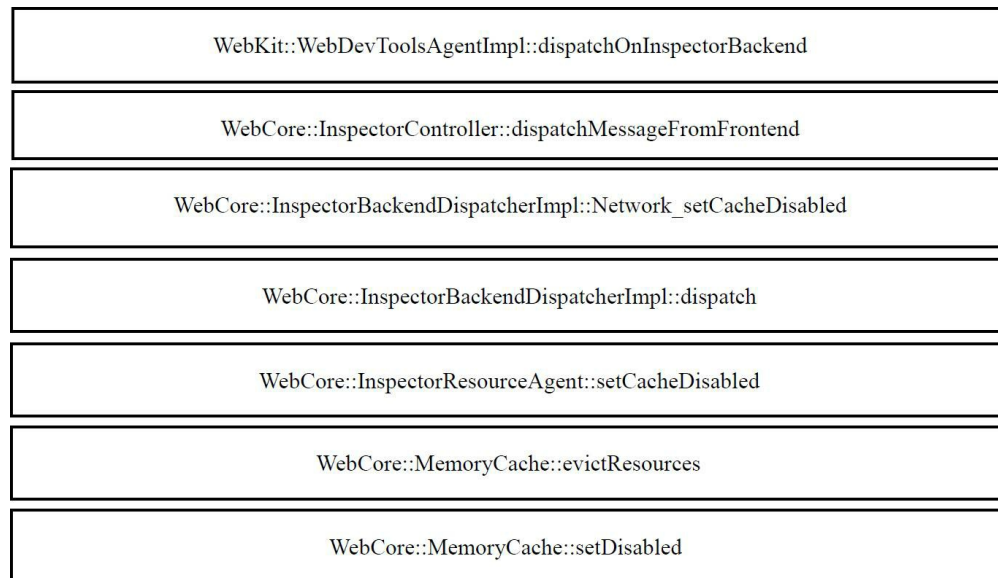 WebKit::WebDevToolsAgentImpl::dispatchOnInspectorBackend
WebCore::InspectorController::dispatchMessageFromFrontend
WebCore::InspectorBackendDispatcherImpl::Network_setCacheDisabled
WebCore::InspectorBackendDispatcherImpl::dispatch
WebCore::InspectorResourceAgent::setCacheDisabled
WebCore::MemoryCache::evictResources
WebCore::MemoryCache::setDisabled